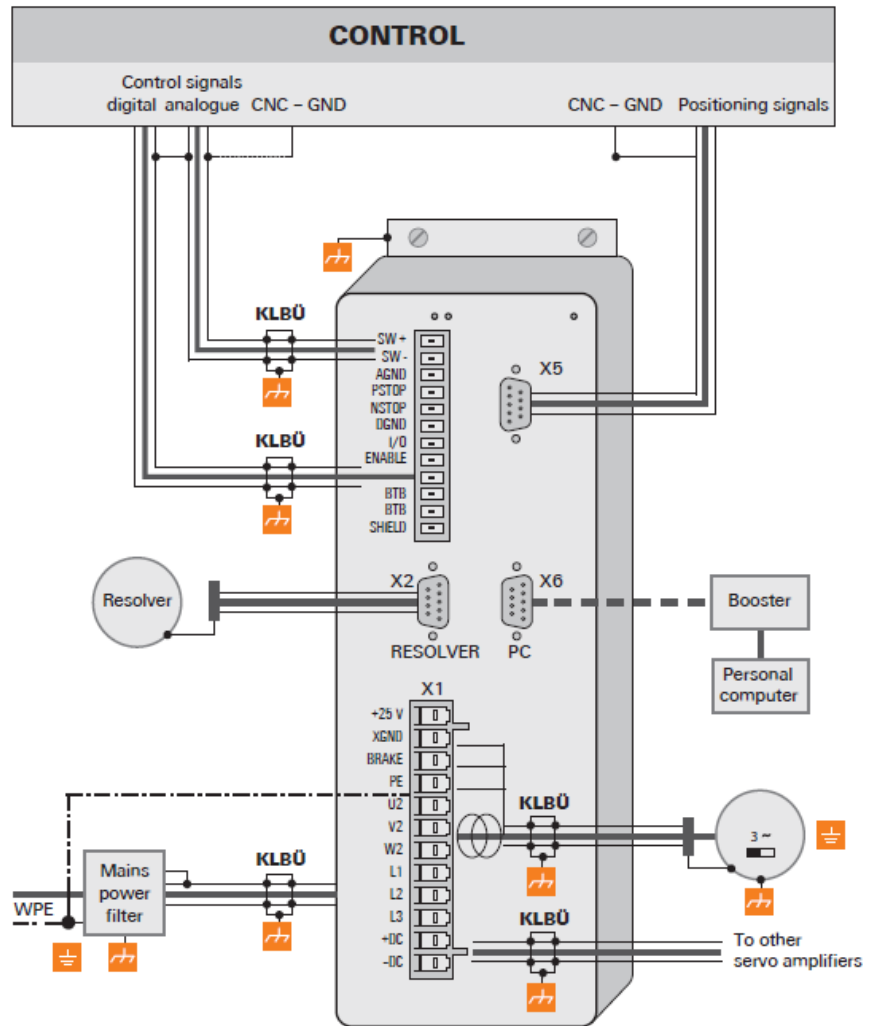 CONTROL
Control signals
digital analogue CNC – GND
CNC – GND Positioning signals
KLBÜ
SW +
SW -
AGND
PSTOP
NSTOP
DGND
I/O
ENABLE
BTB
BTB
SHIELD
X5
KLBÜ
Resolver
X2
RESOLVER
X6
PC
Booster
Personal
computer
X1
+25 V
XGND
BRAKE
PE
U2
V2
W2
L1
L2
L3
+DC
-DC
KLBÜ
3 ~
Mains
power
filter
WPE
KLBÜ
KLBÜ
To other
servo amplifiers